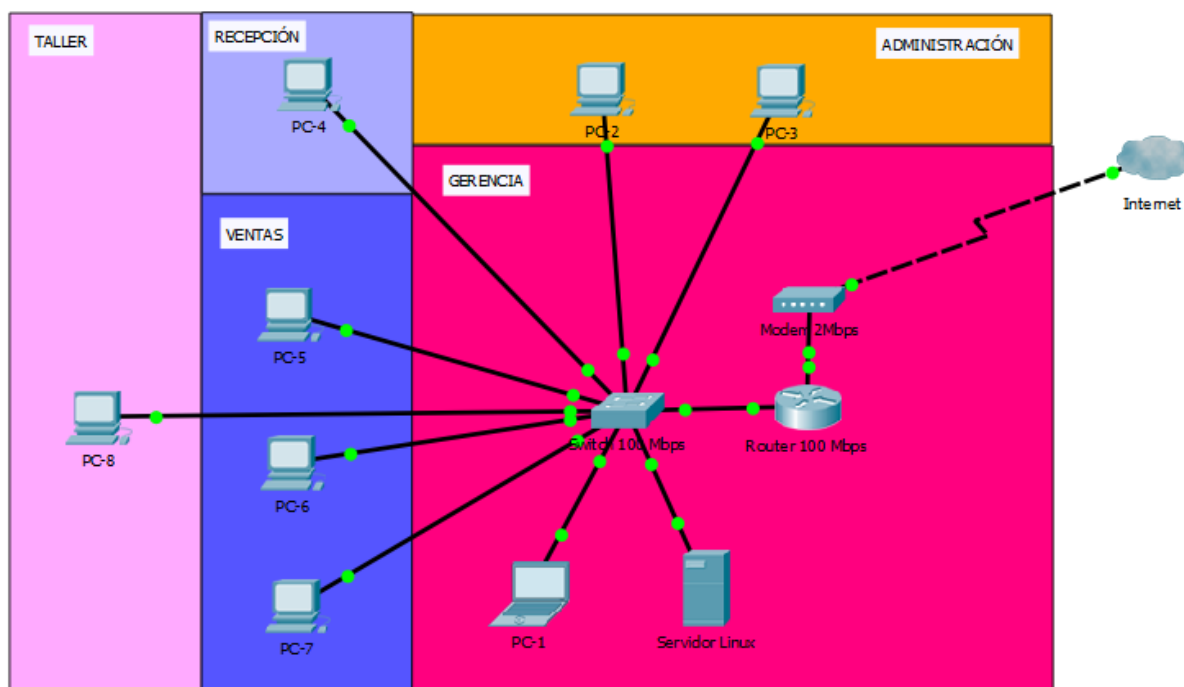 TALLER
RECEPCIÓN
ADMINISTRACIÓN
PC-4
PC-2
PC-3
GERENCIA
Internet
VENTAS
Modem 2Mbps
PC-5
Switch 100 Mbps
Router 100 Mbps
PC-8
PC-6
PC-7
PC-1
Servidor Linux